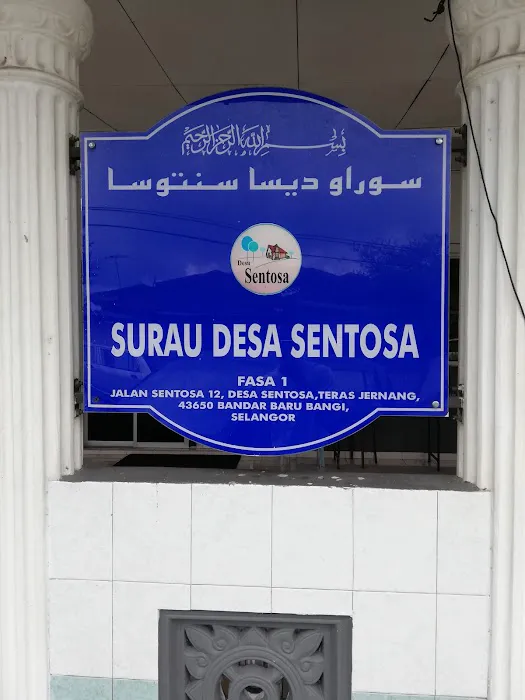 بسم الله الرحمن الرحيم
سوراو ديسا سنتوسا
Desa
Sentosa
SURAU DESA SENTOSA
FASA 1
JALAN SENTOSA 12, DESA SENTOSA,TERAS JERNANG,
43650 BANDAR BARU BANGI,
SELANGOR